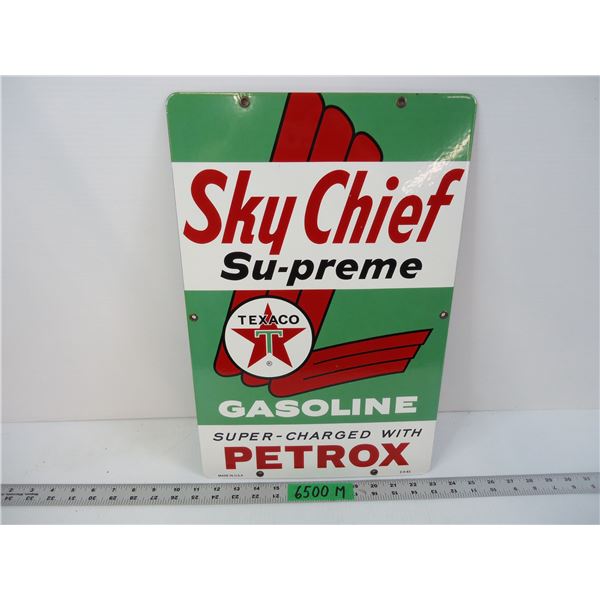 Sky Chief
Su-preme
TEXACO
T
®
GASOLINE
SUPER-CHARGED WITH
PETROX
MADE IN U.S.A.
6500 M